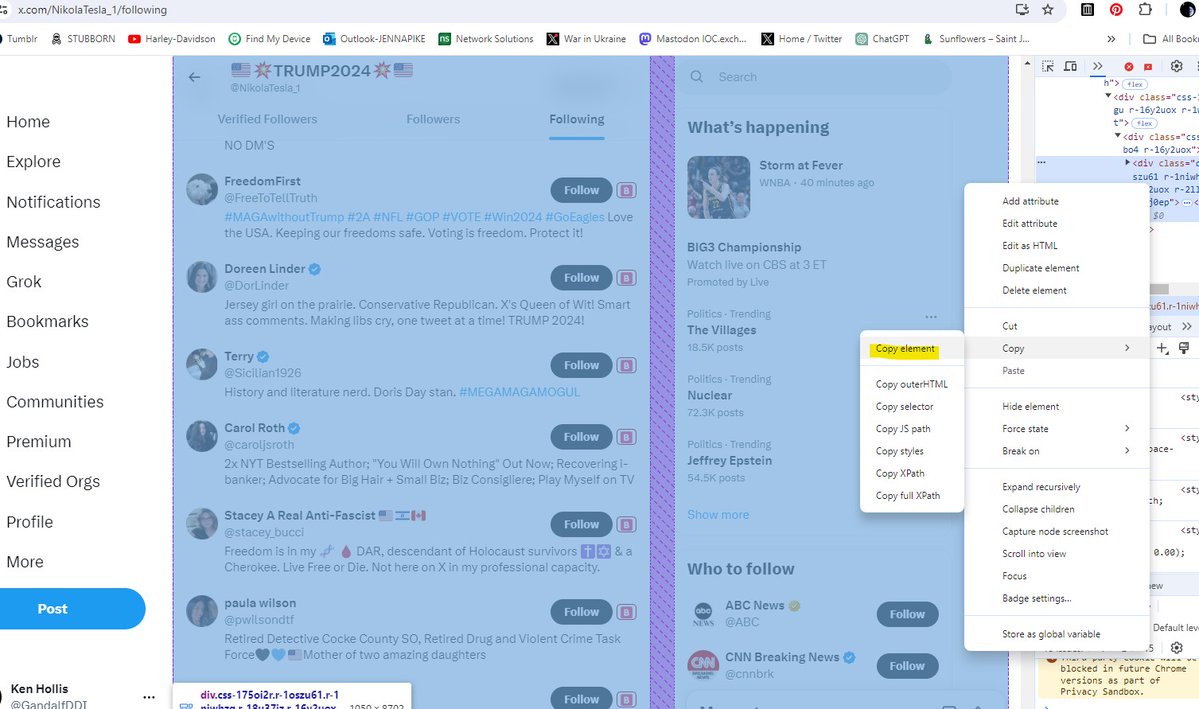 x.com/NikolaTesla_1/following
Tumblr
STUBBORN
Harley-Davidson
Find My Device
Outlook-JENNAPIKE
Network Solutions
War in Ukraine
Mastodon IOC.exch...
Home / Twitter
ChatGPT
Sunflowers – Saint J...
All Book
Home
Explore
Notifications
Messages
Grok
Bookmarks
Jobs
Communities
Premium
Verified Orgs
Profile
More
Post
Ken Hollis
@GandalfDDI
🇺🇸💥TRUMP2024💥🇺🇸
@NikolaTesla_1
Verified Followers
Followers
Following
NO DM'S
FreedomFirst
@FreeToTellTruth
Follow
#MAGAwithoutTrump #2A #NFL #GOP #VOTE #Win2024 #GoEagles Love
the USA. Keeping our freedoms safe. Voting is freedom. Protect it!
Doreen Linder
@DorLinder
Follow
Jersey girl on the prairie. Conservative Republican. X's Queen of Wit! Smart
ass comments. Making libs cry, one tweet at a time! TRUMP 2024!
Terry
@Sicilian1926
Follow
History and literature nerd. Doris Day stan. #MEGAMAGAMOGUL
Carol Roth
@caroljsroth
Follow
2x NYT Bestselling Author; "You Will Own Nothing" Out Now; Recovering i-
banker; Advocate for Big Hair + Small Biz; Biz Consigliere; Play Myself on TV
Stacey A Real Anti-Fascist 🇺🇸🇮🇱🇨🇦
@stacey_bucci
Follow
Freedom is in my 🧬 🩸 DAR, descendant of Holocaust survivors ✝️🔯 & a
Cherokee. Live Free or Die. Not here on X in my professional capacity.
paula wilson
@pwilsondtf
Follow
Retired Detective Cocke County SO, Retired Drug and Violent Crime Task
Force🖤💙🇺🇸Mother of two amazing daughters
Follow
div.css-175oi2r.r-1oszu61.r-1
niwhzg.r-18u37iz.r-16y2uox
1050 × 8702
Search
What's happening
Storm at Fever
WNBA · 40 minutes ago
BIG3 Championship
Watch live on CBS at 3 ET
Promoted by Live
Politics · Trending
The Villages
18.5K posts
Politics · Trending
Nuclear
72.3K posts
Politics · Trending
Jeffrey Epstein
54.5K posts
Show more
Who to follow
ABC News
@ABC
Follow
CNN Breaking News
@cnnbrk
Follow
Copy element
Copy outerHTML
Copy selector
Copy JS path
Copy styles
Copy XPath
Copy full XPath
Add attribute
Edit attribute
Edit as HTML
Duplicate element
Delete element
Cut
Copy
Paste
Hide element
Force state
Break on
Expand recursively
Collapse children
Capture node screenshot
Scroll into view
Focus
Badge settings...
Store as global variable
h"> flex
<div class="css-1
gu r-16y2uox r-1w
t"> flex
<div class="css
bo4 r-16y2uox">
<div class="c
szu61 r-1niwh
$0
Default leve
blocked in future Chrome
versions as part of
Privacy Sandbox.